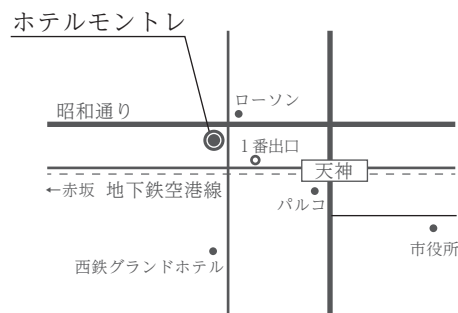 ホテルモントレ
ローソン
昭和通り
1番出口
天神
←赤坂 地下鉄空港線
パルコ
市役所
西鉄グランドホテル